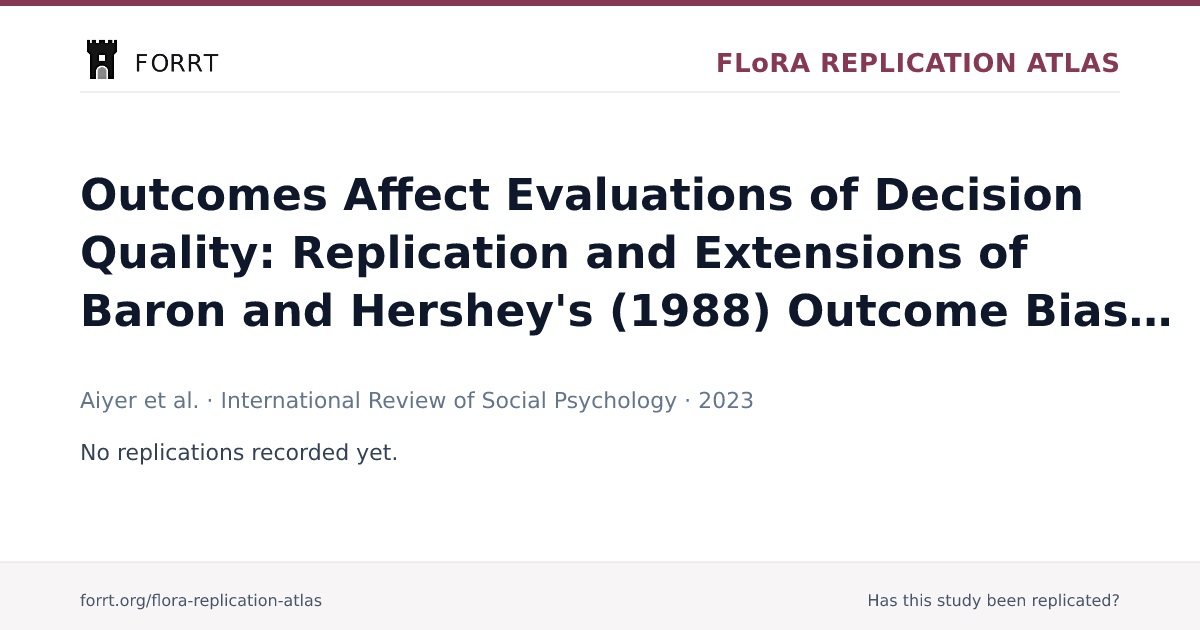 FORRT
FLoRA REPLICATION ATLAS
Outcomes Affect Evaluations of Decision
Quality: Replication and Extensions of
Baron and Hershey's (1988) Outcome Bias…
Aiyer et al. · International Review of Social Psychology · 2023
No replications recorded yet.
forrt.org/flora-replication-atlas
Has this study been replicated?